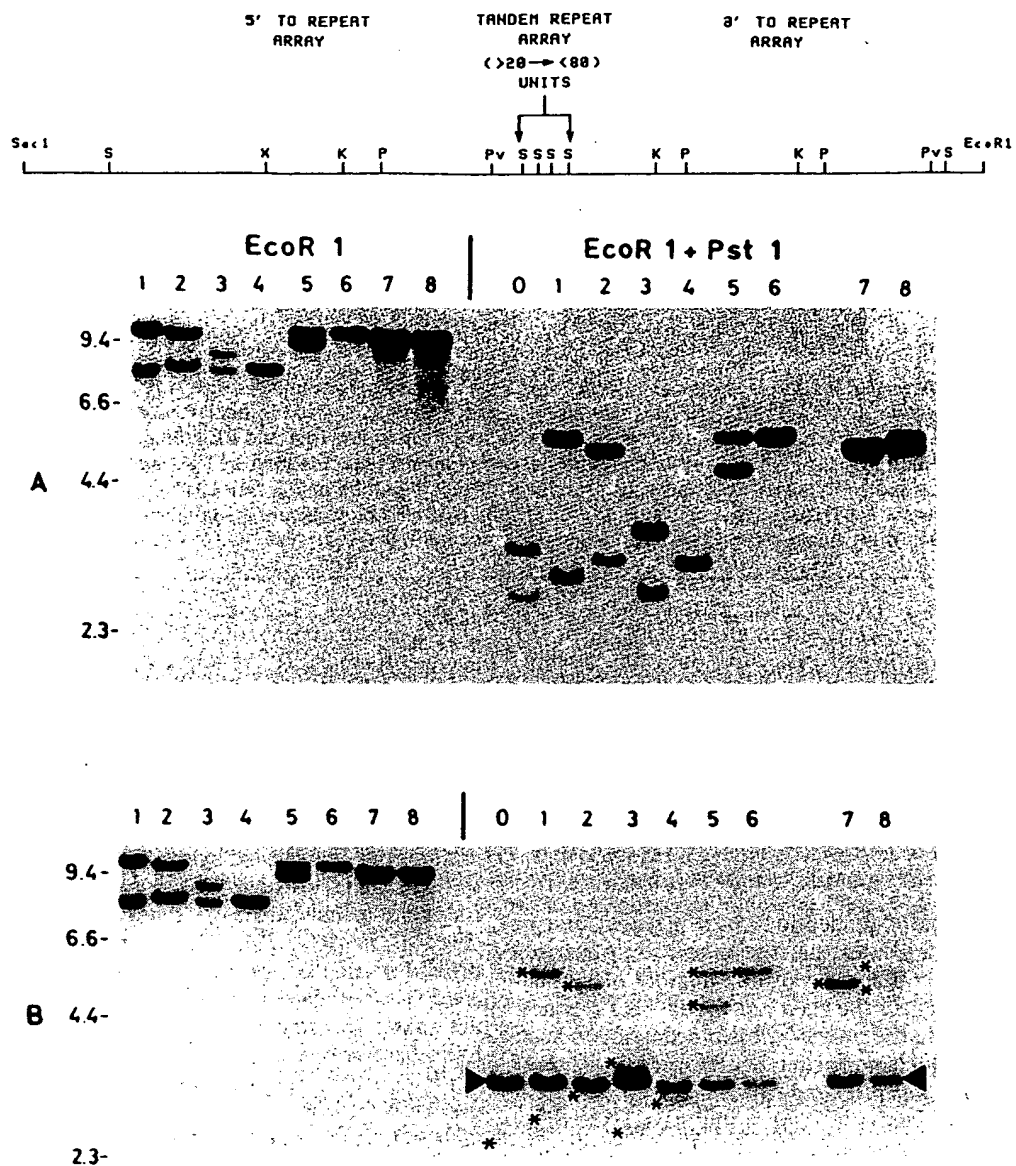 5' TO REPEAT ARRAY
TANDEM REPEAT ARRAY
(>20→<80) UNITS
3' TO REPEAT ARRAY
Sac1 S X K P Pv S S S S K P K P Pv S EcoR1
EcoR 1 EcoR 1 + Pst 1
1 2 3 4 5 6 7 8 0 1 2 3 4 5 6 7 8
9.4-
6.6-
A
4.4-
2.3-
1 2 3 4 5 6 7 8 0 1 2 3 4 5 6 7 8
9.4-
6.6-
B
4.4-
2.3-